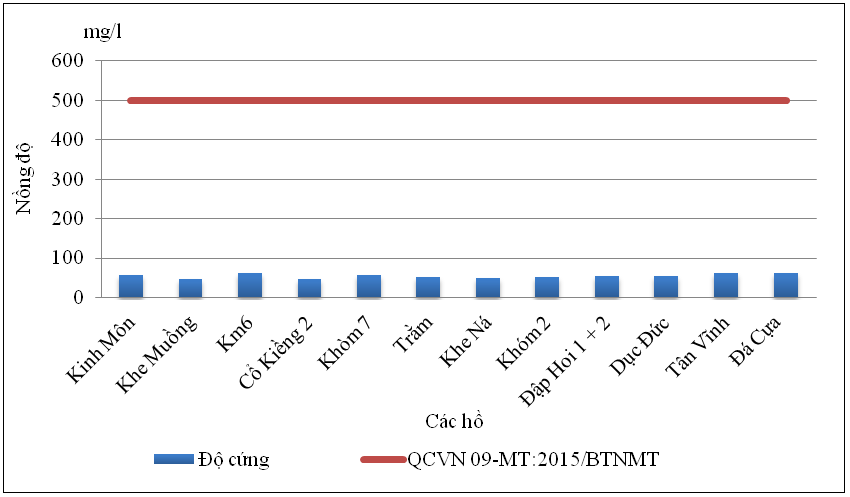 mg/l
600
500
400
300
200
100
0
Nồng độ
Kinh Môn
Khe Muồng
Km6
Cổ Kiềng 2
Khòm 7
Trằm
Khe Ná
Khóm 2
Đập Hoi 1 + 2
Dục Đức
Tân Vĩnh
Đá Cựa
Các hồ
Độ cứng
QCVN 09-MT:2015/BTNMT